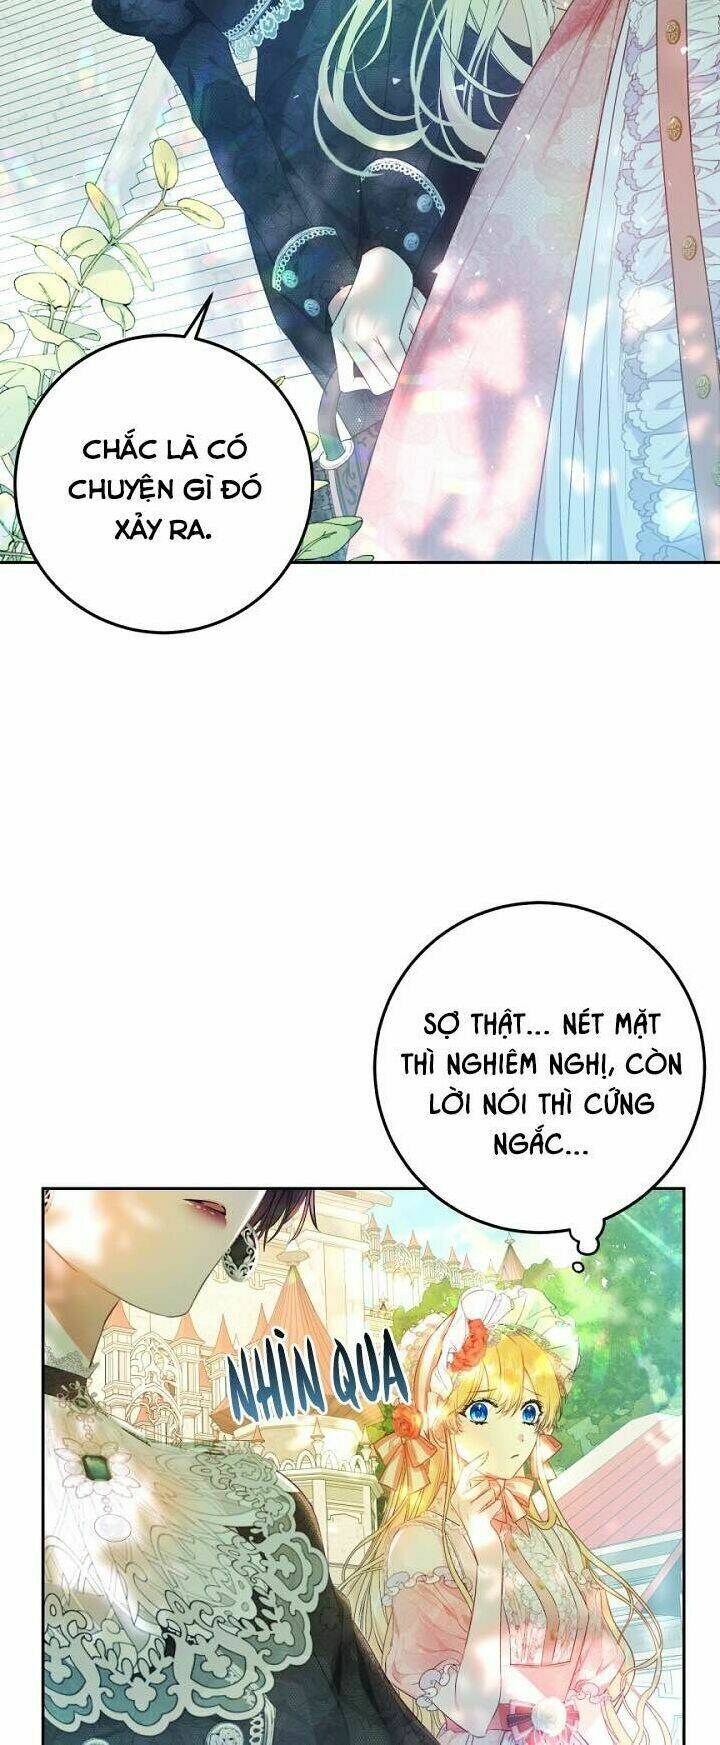 CHẮC LÀ CÓ
CHUYỆN GÌ ĐÓ
XẢY RA.
SỢ THẬT... NÉT MẶT
THÌ NGHIÊM NGHỊ, CÒN
LỜI NÓI THÌ CỨNG
NGẮC...
NHÌN QUA